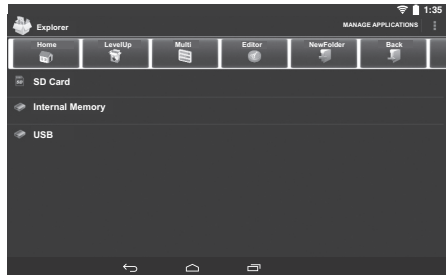 1:35
Explorer MANAGE APPLICATIONS
Home LevelUp Multi Editor NewFolder Back
SD Card
Internal Memory
USB